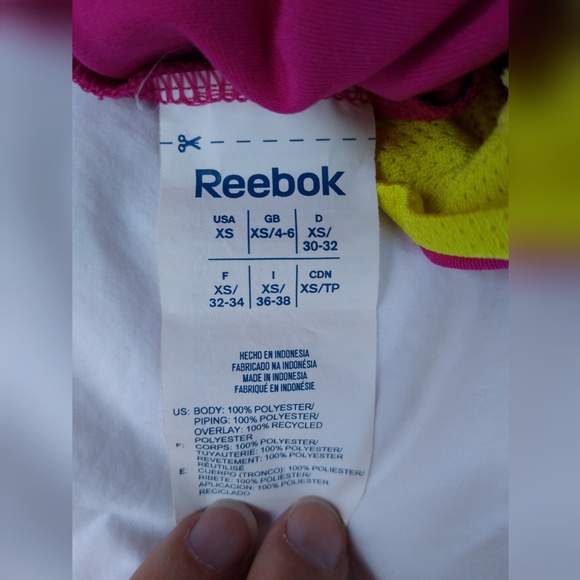 Reebok
USA GB D
XS XS/4-6 XS/
30-32
F I CDN
XS/ XS/ XS/TP
32-34 36-38
HECHO EN INDONESIA
FABRICADO NA INDONÉSIA
MADE IN INDONESIA
FABRIQUÉ EN INDONÉSIE
US: BODY: 100% POLYESTER/
PIPING: 100% POLYESTER/
OVERLAY: 100% RECYCLED
POLYESTER
F: CORPS: 100% POLYESTER/
TUYAUTERIE: 100% POLYESTER/
REVETEMENT: 100% POLYESTER
RÉUTILISÉ
E: CUERPO (TRONCO): 100% POLIESTER/
RIBETE: 100% POLIÉSTER/
APLICACION: 100% POLIESTER
RECICLADO